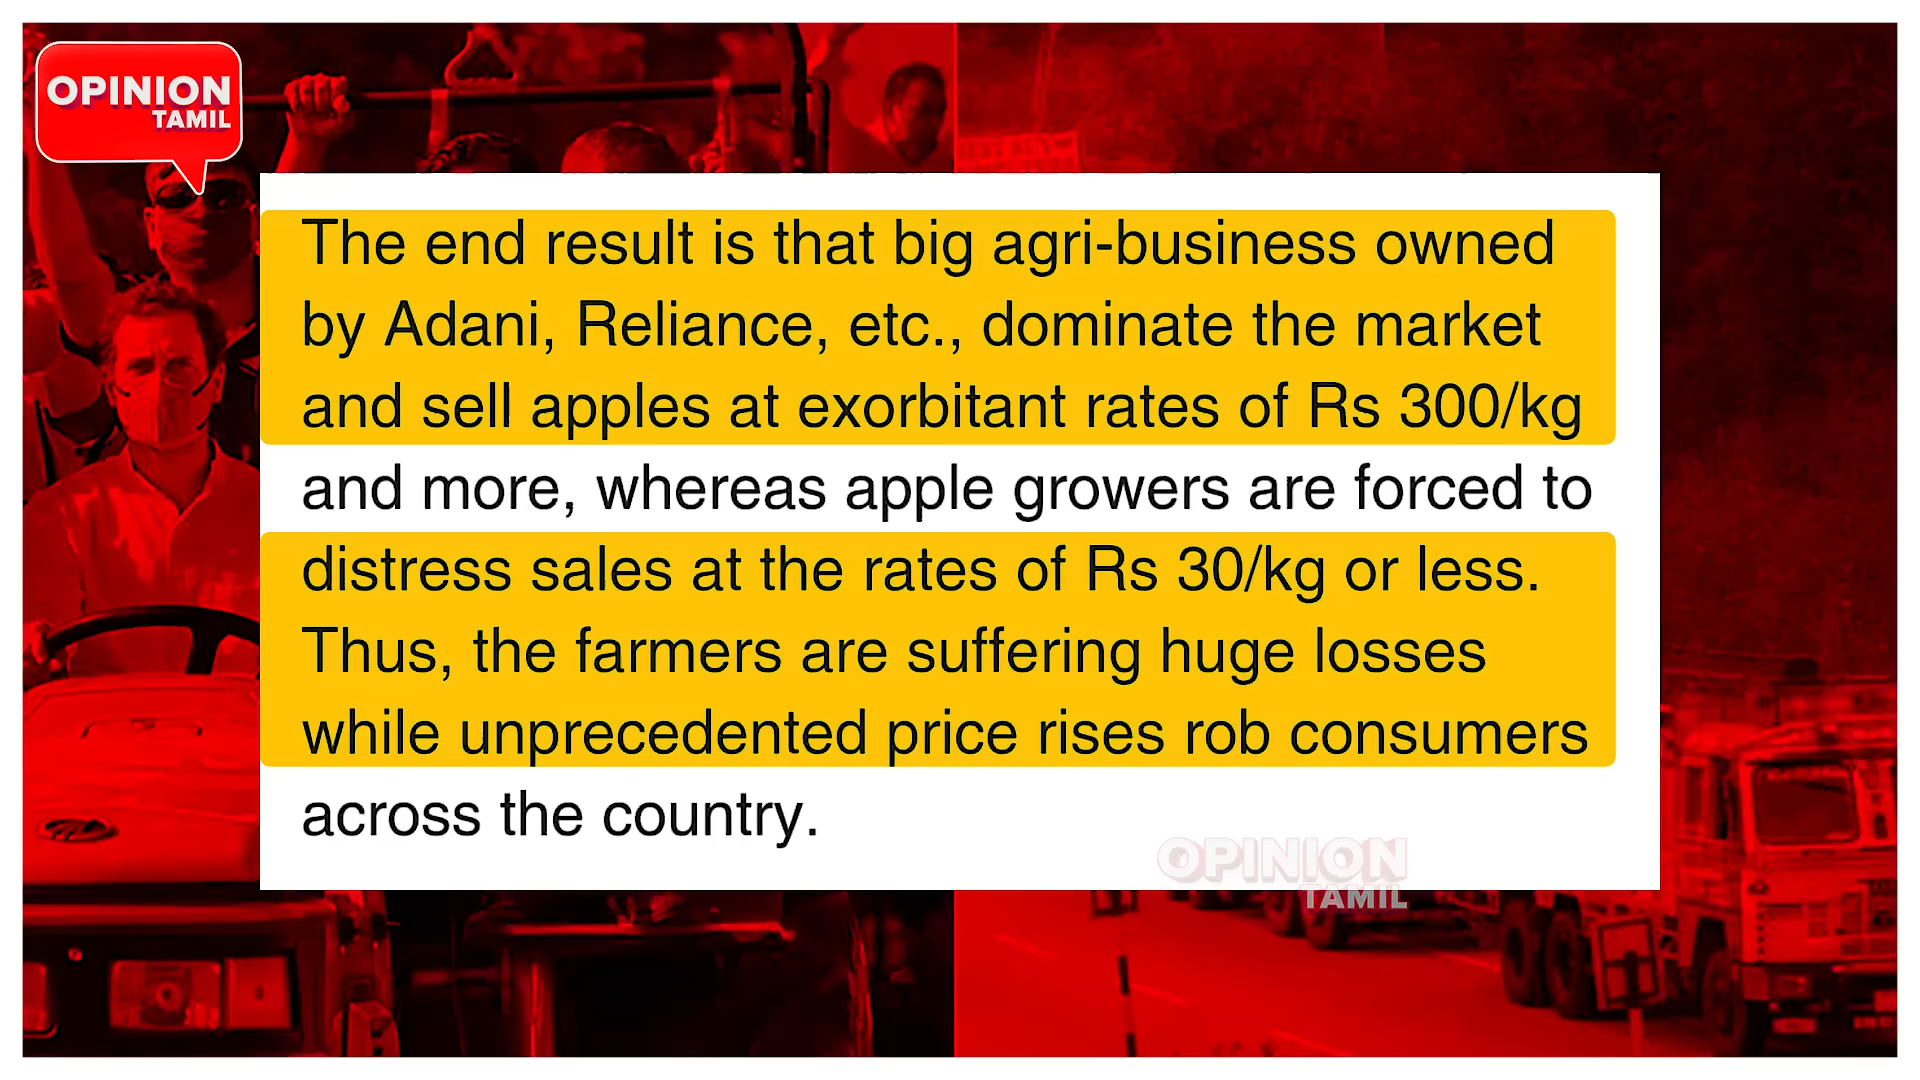 OPINION
TAMIL
The end result is that big agri-business owned
by Adani, Reliance, etc., dominate the market
and sell apples at exorbitant rates of Rs 300/kg
and more, whereas apple growers are forced to
distress sales at the rates of Rs 30/kg or less.
Thus, the farmers are suffering huge losses
while unprecedented price rises rob consumers
across the country.
OPINION
TAMIL